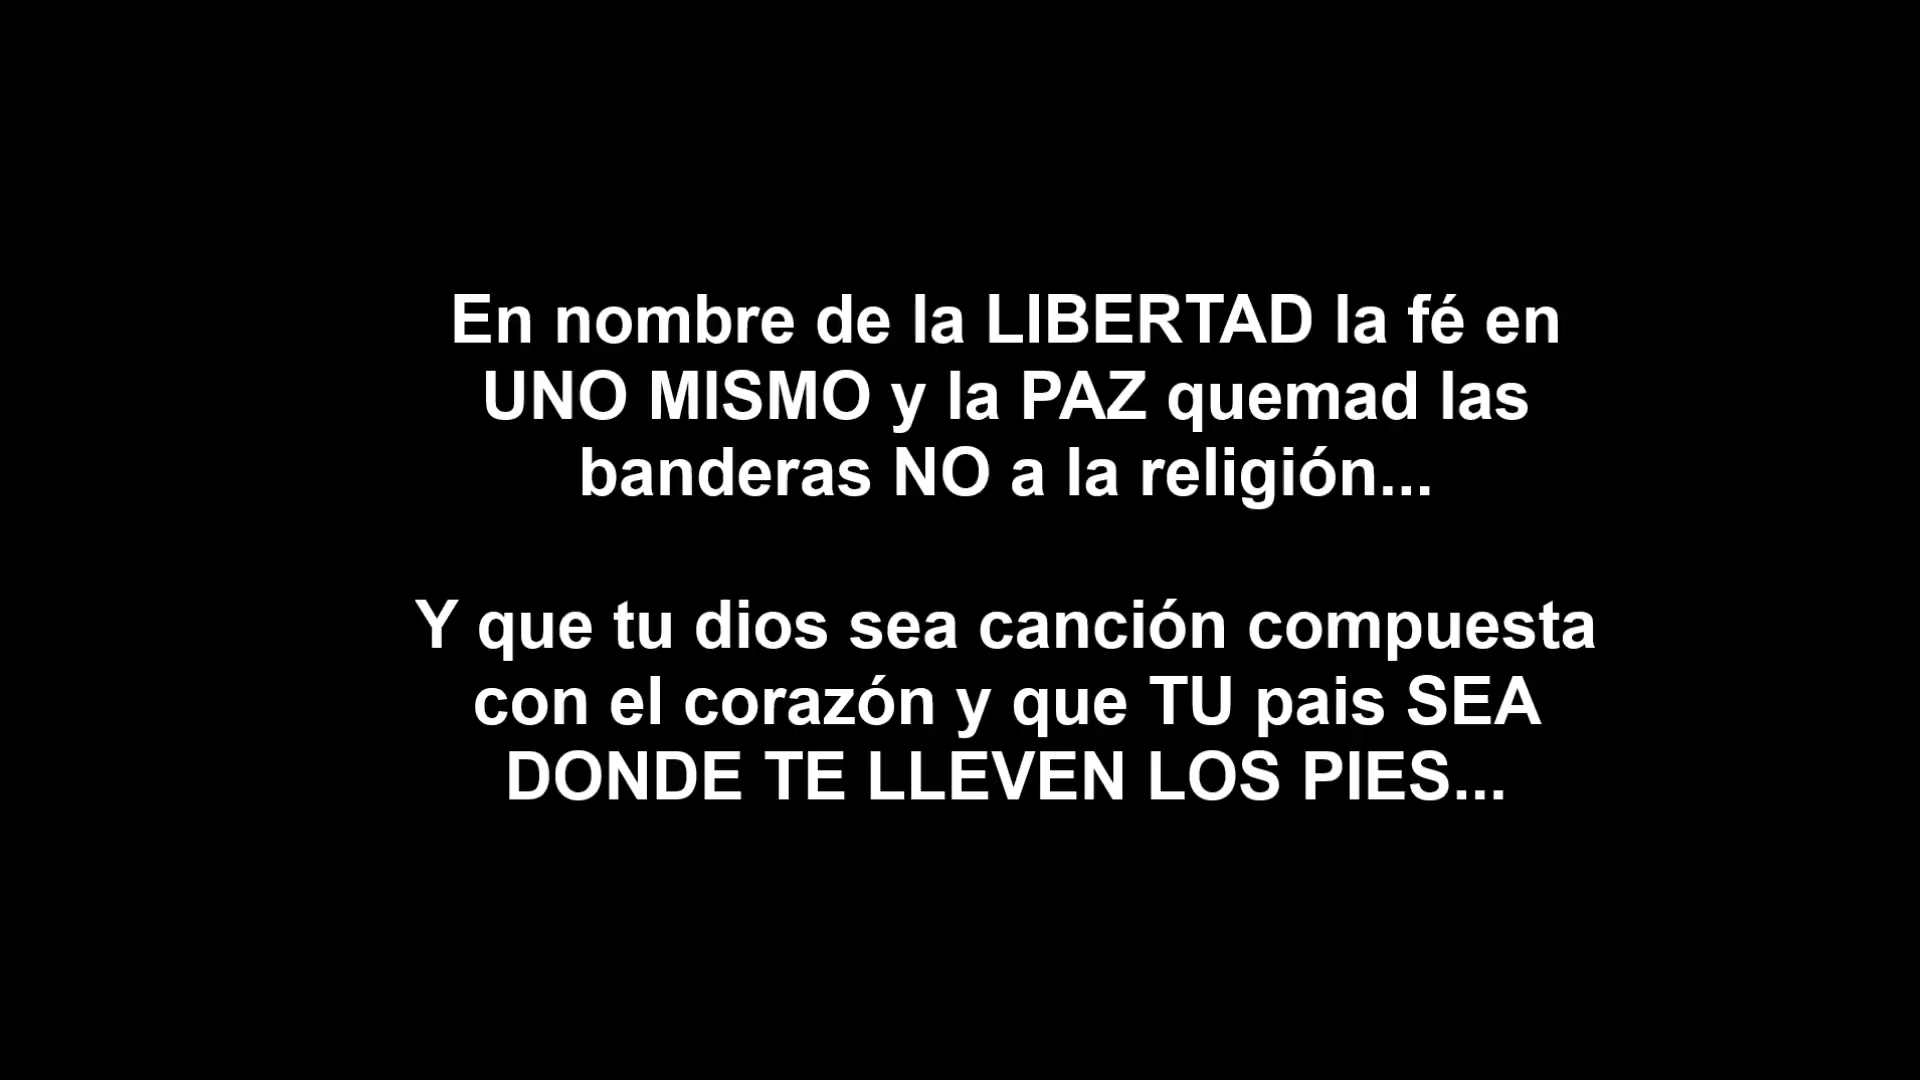 En nombre de la LIBERTAD la fé en
UNO MISMO y la PAZ quemad las
banderas NO a la religión...
Y que tu dios sea canción compuesta
con el corazón y que TU pais SEA
DONDE TE LLEVEN LOS PIES...